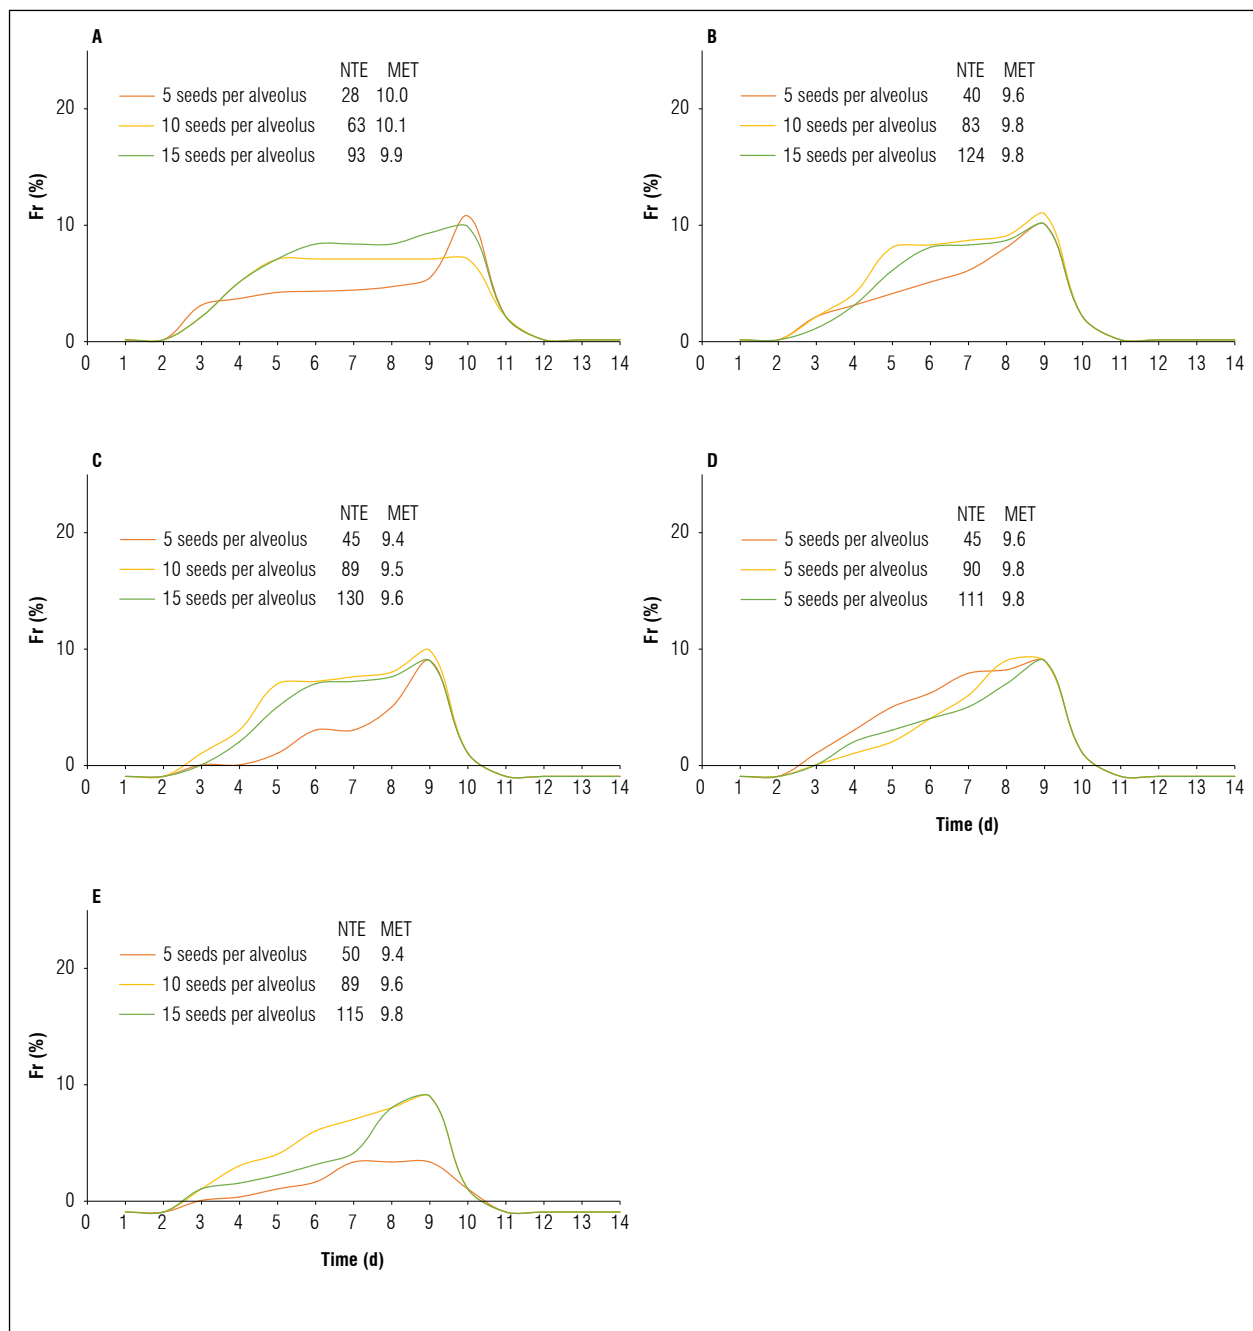 A
NTE MET
5 seeds per alveolus 28 10.0
10 seeds per alveolus 63 10.1
15 seeds per alveolus 93 9.9
Fr (%)
20
10
0
0 1 2 3 4 5 6 7 8 9 10 11 12 13 14
B
NTE MET
5 seeds per alveolus 40 9.6
10 seeds per alveolus 83 9.8
15 seeds per alveolus 124 9.8
Fr (%)
20
10
0
0 1 2 3 4 5 6 7 8 9 10 11 12 13 14
C
NTE MET
5 seeds per alveolus 45 9.4
10 seeds per alveolus 89 9.5
15 seeds per alveolus 130 9.6
Fr (%)
20
10
0
0 1 2 3 4 5 6 7 8 9 10 11 12 13 14
D
NTE MET
5 seeds per alveolus 45 9.6
5 seeds per alveolus 90 9.8
5 seeds per alveolus 111 9.8
Fr (%)
20
10
0
0 1 2 3 4 5 6 7 8 9 10 11 12 13 14
Time (d)
E
NTE MET
5 seeds per alveolus 50 9.4
10 seeds per alveolus 89 9.6
15 seeds per alveolus 115 9.8
Fr (%)
20
10
0
0 1 2 3 4 5 6 7 8 9 10 11 12 13 14
Time (d)